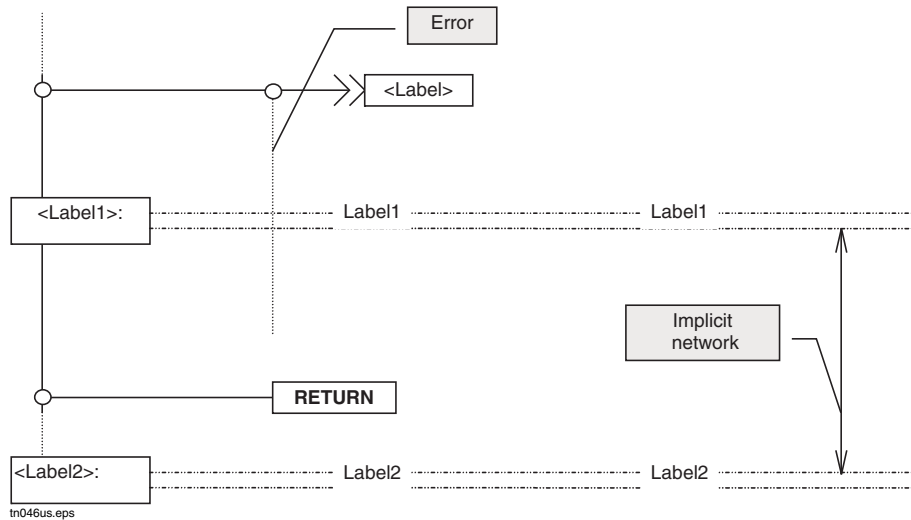 Error
<Label>
<Label1>:
Label1
Label1
Implicit
network
RETURN
<Label2>:
Label2
Label2
tn046us.eps